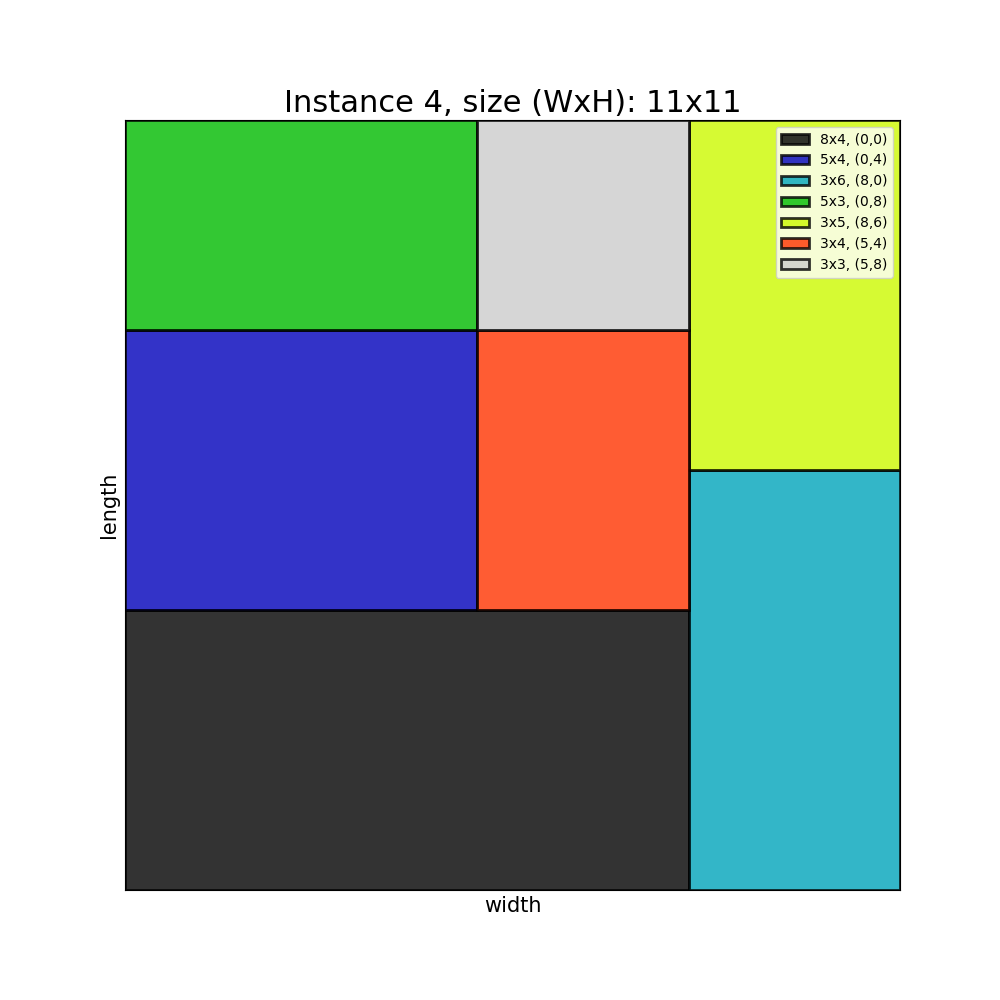 Instance 4, size (WxH): 11x11
8x4, (0,0)
5x4, (0,4)
3x6, (8,0)
5x3, (0,8)
3x5, (8,6)
3x4, (5,4)
3x3, (5,8)
length
width